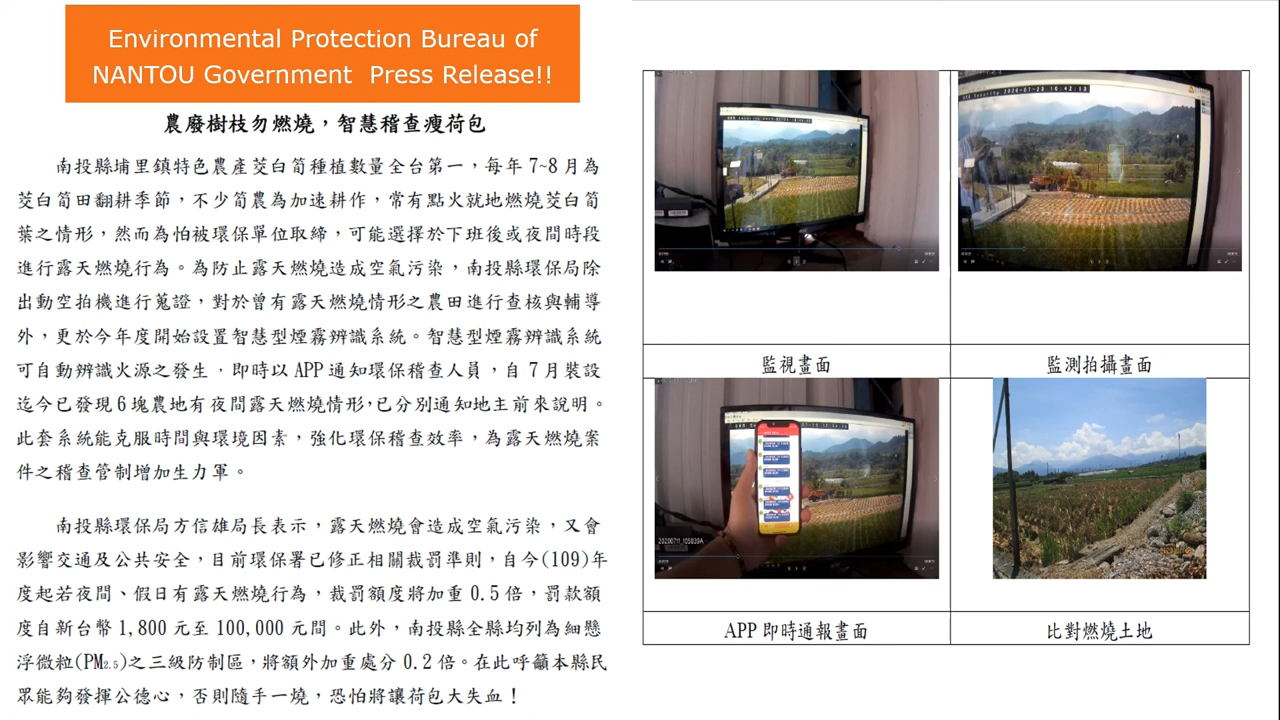 Environmental Protection Bureau of
NANTOU Government  Press Release!!
農廢樹枝勿燃燒，智慧稽查瘦荷包
南投縣埔里鎮特色農產茭白筍種植數量全台第一，每年 7~8 月為
茭白筍田翻耕季節，不少筍農為加速耕作，常有點火就地燃燒茭白筍
葉之情形，然而為怕被環保單位取締，可能選擇於下班後或夜間時段
進行露天燃燒行為。為防止露天燃燒造成空氣污染，南投縣環保局除
出動空拍機進行蒐證，對於曾有露天燃燒情形之農田進行查核與輔導
外，更於今年度開始設置智慧型煙霧辨識系統。智慧型煙霧辨識系統
可自動辨識火源之發生，即時以 APP 通知環保稽查人員，自 7 月裝設
迄今已發現 6 塊農地有夜間露天燃燒情形，已分別通知地主前來說明。
此套系統能克服時間與環境因素，強化環保稽查效率，為露天燃燒案
件之稽查管制增加生力軍。
南投縣環保局方信雄局長表示，露天燃燒會造成空氣污染，又會
影響交通及公共安全，目前環保署已修正相關裁罰準則，自今(109)年
度起若夜間、假日有露天燃燒行為，裁罰額度將加重 0.5 倍，罰款額
度自新台幣 1,800 元至 100,000 元間。此外，南投縣全縣均列為細懸
浮微粒(PM2.5)之三級防制區，將額外加重處分 0.2 倍。在此呼籲本縣民
眾能夠發揮公德心，否則隨手一燒，恐怕將讓荷包大失血！
監視畫面
監測拍攝畫面
20200711_105839A
APP 即時通報畫面
比對燃燒土地